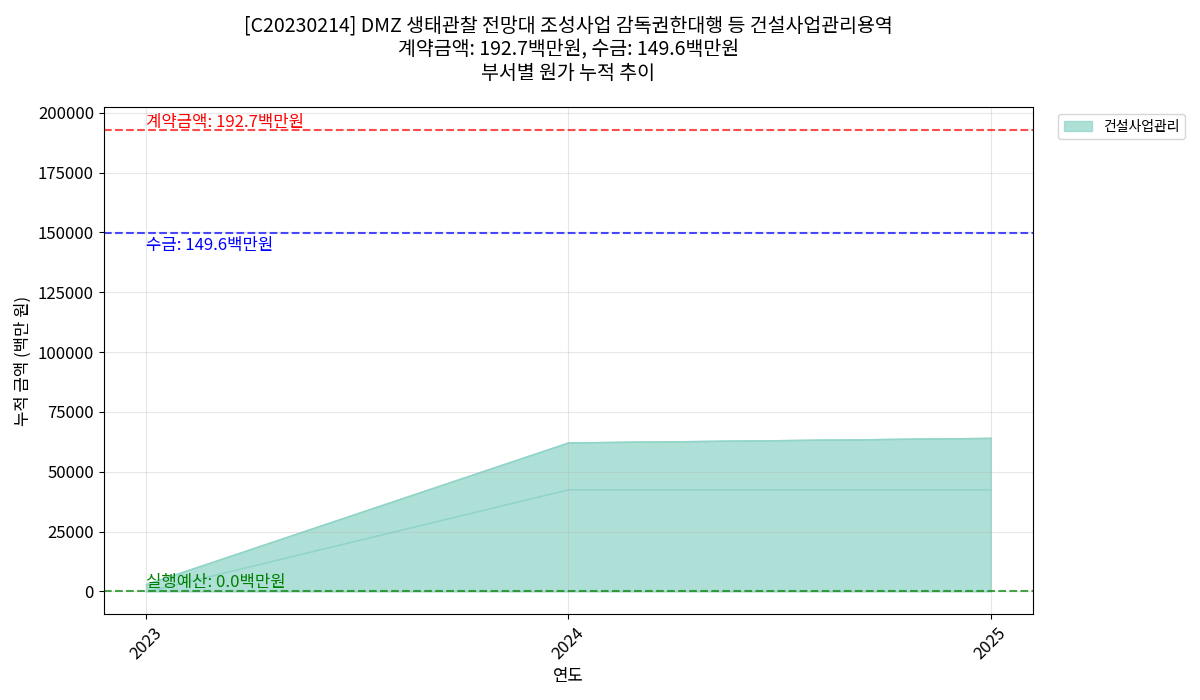 [C20230214] DMZ 생태관찰 전망대 조성사업 감독권한대행 등 건설사업관리용역
계약금액: 192.7백만원, 수금: 149.6백만원
부서별 원가 누적 추이
200000
175000
150000
125000
100000
75000
50000
25000
0
누적 금액 (백만 원)
계약금액: 192.7백만원
수금: 149.6백만원
실행예산: 0.0백만원
건설사업관리
2023
2024
2025
연도